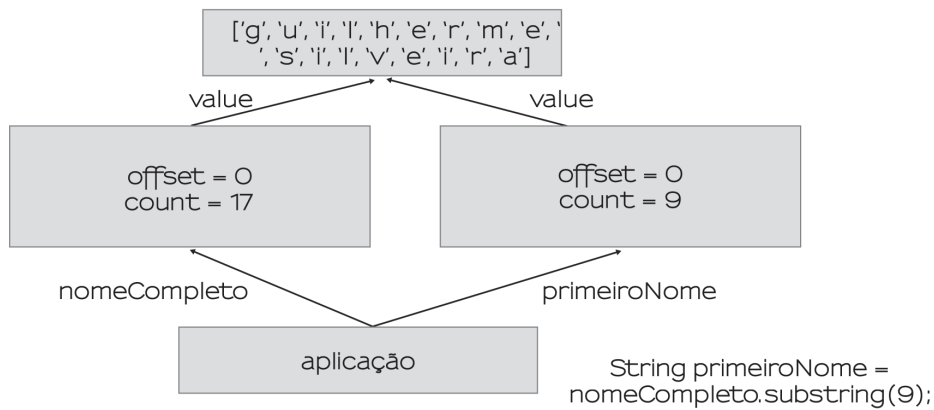 ['g', 'u', 'i', 'l', 'h', 'e', 'r', 'm', 'e', '
', 's', 'i', 'l', 'v', 'e', 'i', 'r', 'a']
value
value
offset = 0
count = 17
offset = 0
count = 9
nomeCompleto
primeiroNome
aplicação
String primeiroNome =
nomeCompleto.substring(9);